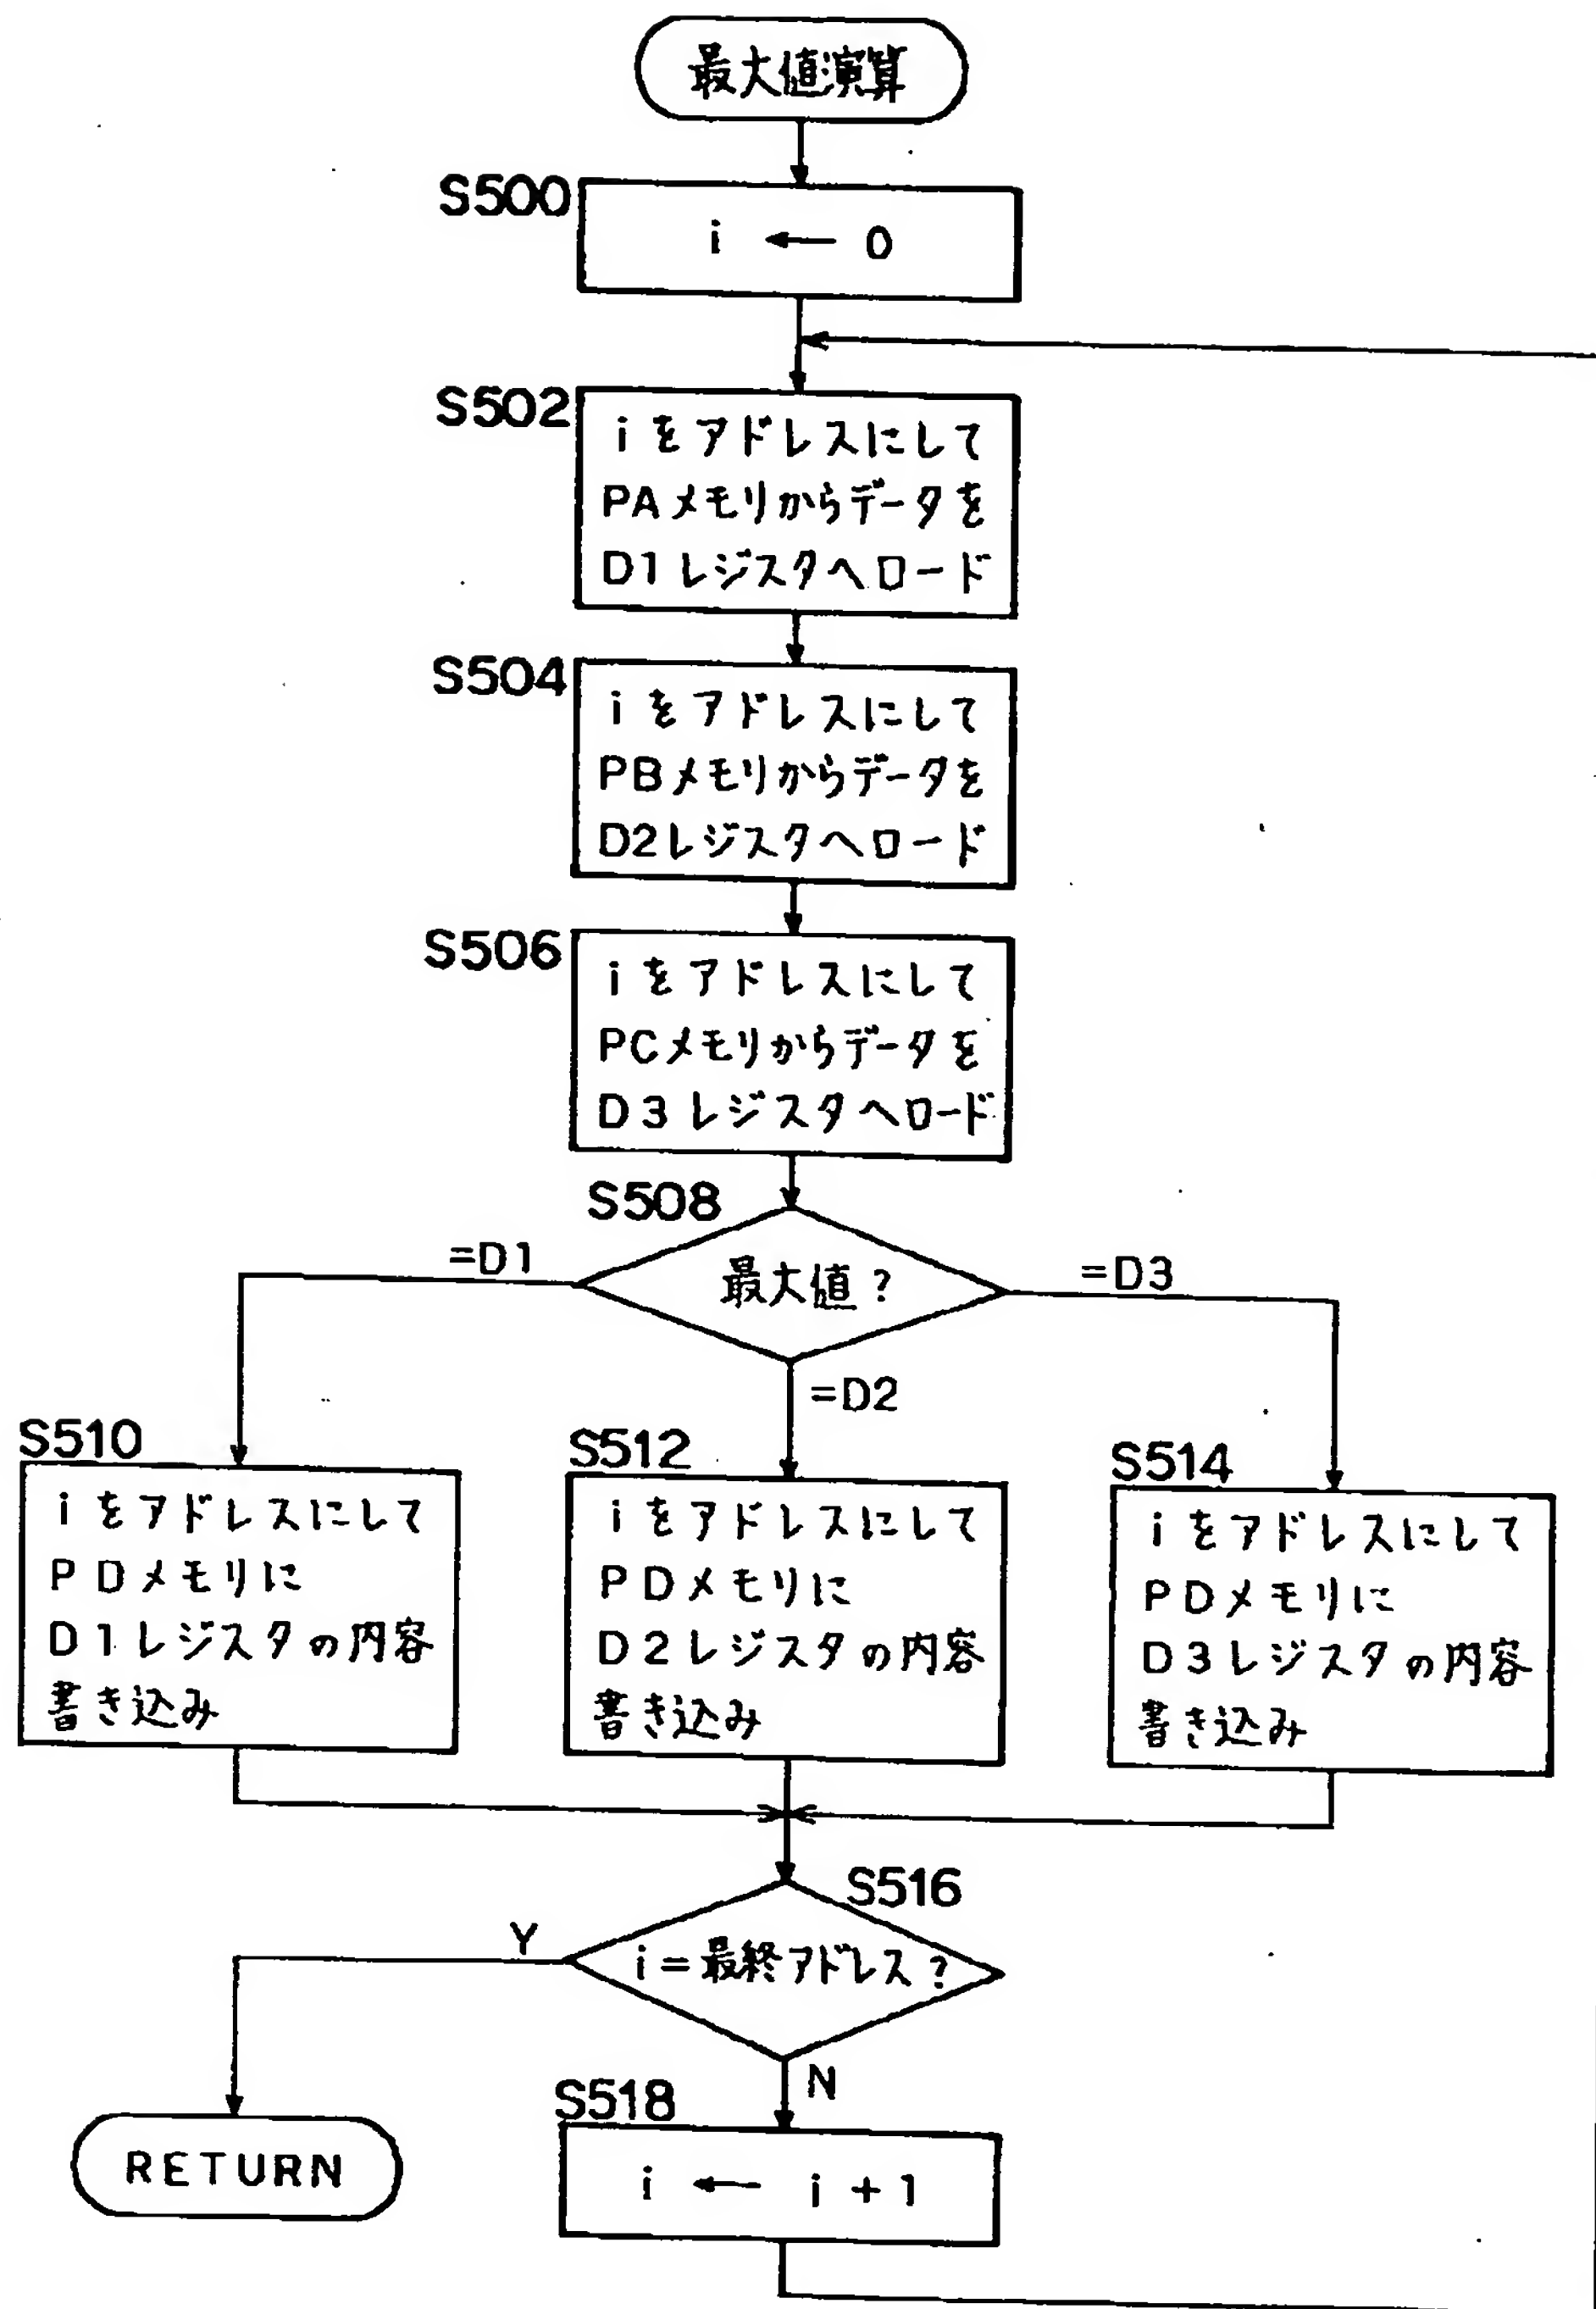 最大値演算
S500
i ← 0
S502
iをアドレスにして
PAメモリからデータを
D1レジスタへロード
S504
iをアドレスにして
PBメモリからデータを
D2レジスタへロード
S506
iをアドレスにして
PCメモリからデータを
D3レジスタへロード
S508
最大値?
=D1
=D3
=D2
S510
iをアドレスにして
PDメモリに
D1レジスタの内容
書き込み
S512
iをアドレスにして
PDメモリに
D2レジスタの内容
書き込み
S514
iをアドレスにして
PDメモリに
D3レジスタの内容
書き込み
S516
i=最終アドレス?
Y
N
RETURN
S518
i ← i+1